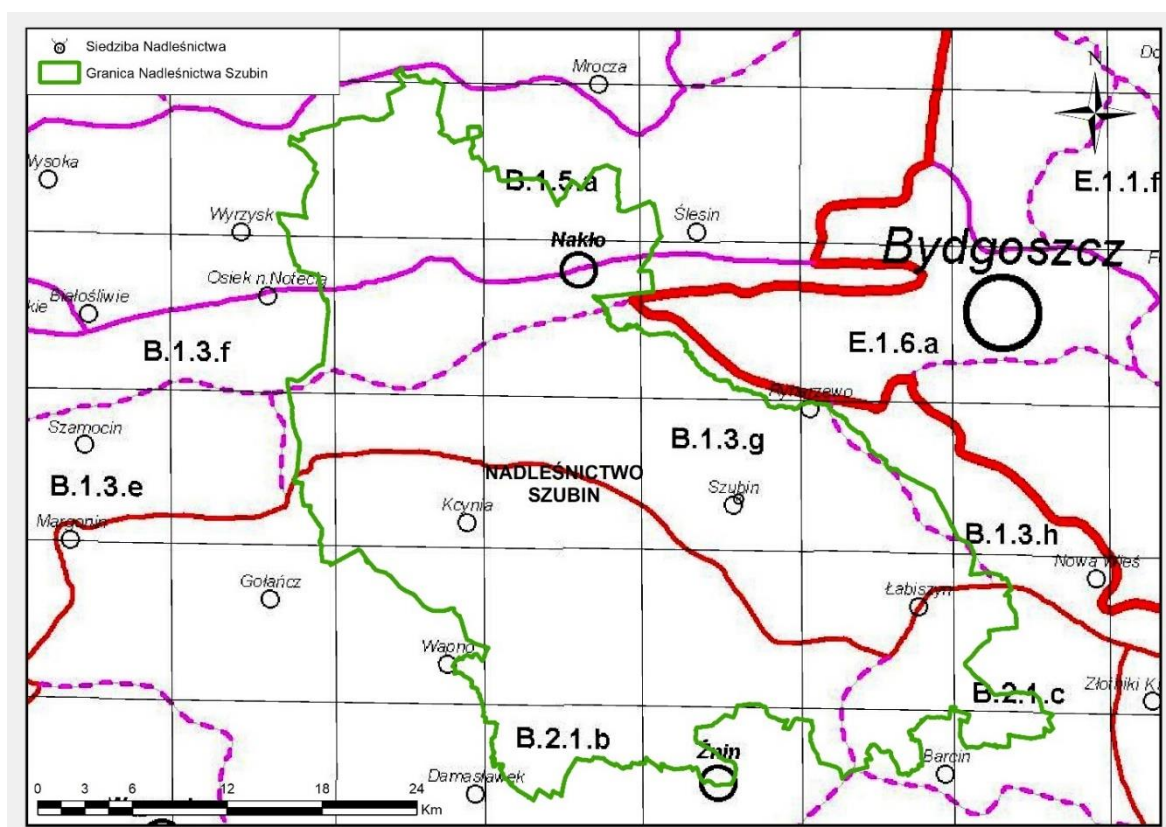 Siedziba Nadleśnictwa
Granica Nadleśnictwa Szubin
Mrocza
N
Wysoka
B.1.5.a
E.1.1.f
Wyrzysk
Ślesin
Nakło
Bydgoszcz
Osiek n.Notecią
Białośliwie
B.1.3.f
E.1.6.a
Rynarzewo
Szamocin
B.1.3.g
NADLEŚNICTWO
SZUBIN
B.1.3.e
Szubin
Kcynia
Margonin
B.1.3.h
Nowa Wieś
Gołańcz
Łabiszyn
Wapno
B.2.1.c
Złotniki K
B.2.1.b
Żnin
Barcin
Damasławek
0 3 6 12 18 24
Km